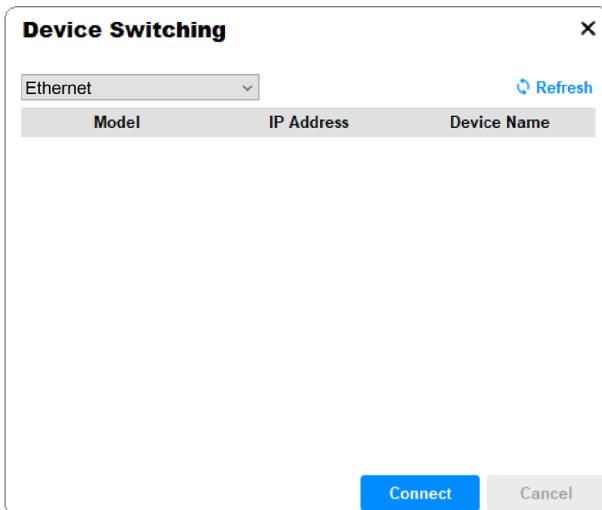 Device Switching
Ethernet
Refresh
Model IP Address Device Name
Connect Cancel